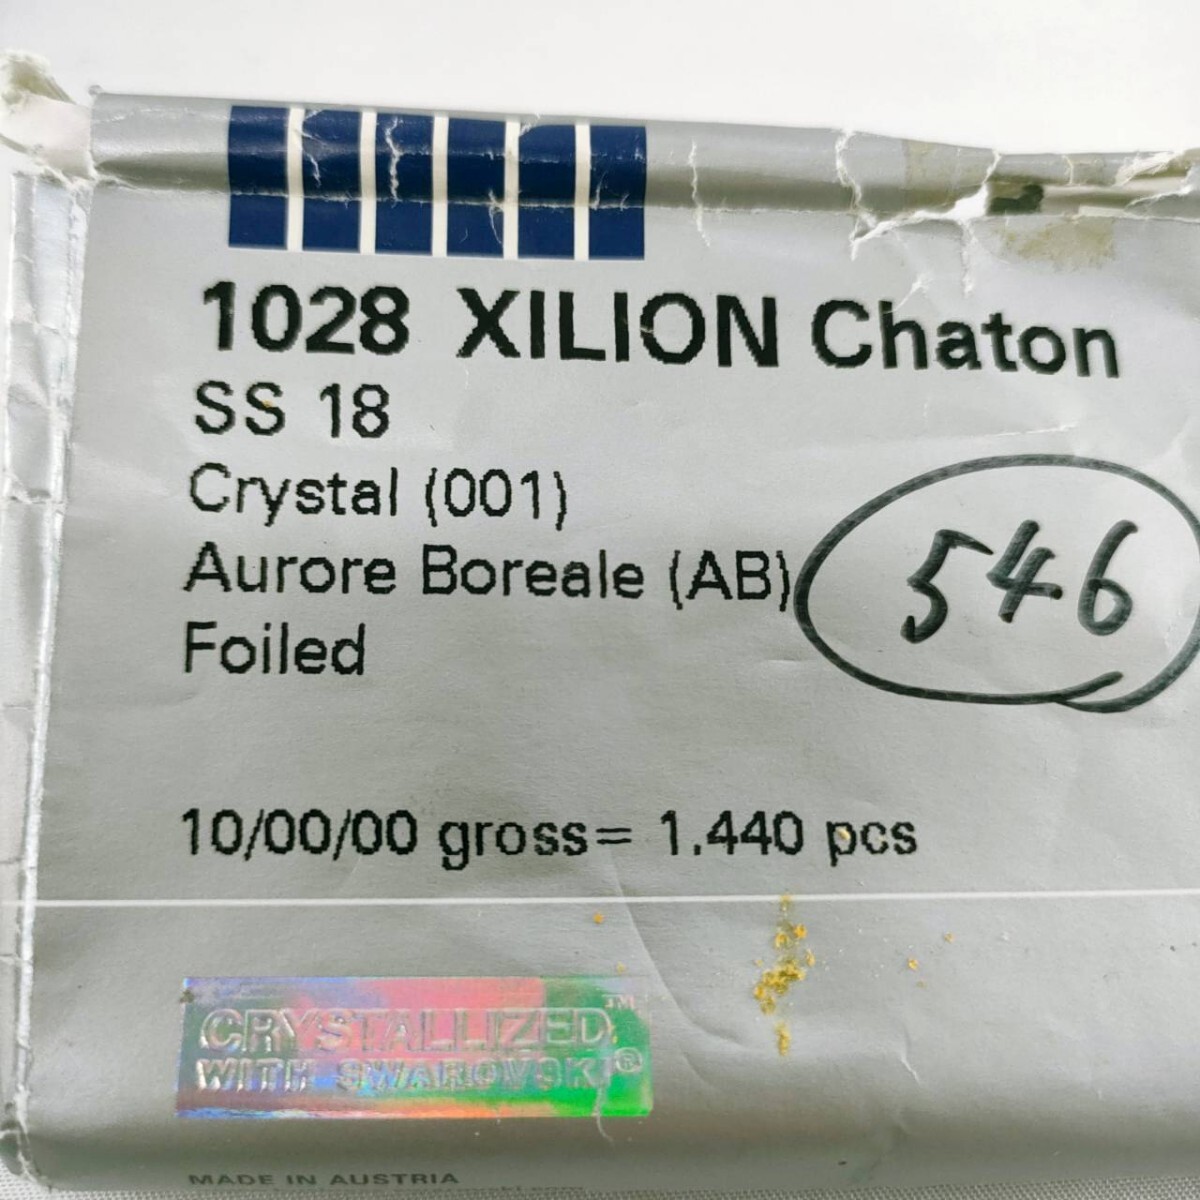 1028 XILION Chaton
SS 18
Crystal (001)
Aurore Boreale (AB)
546
Foiled
10/00/00 gross= 1.440 pcs
CRYSTALLIZED™
WITH SWAROVSKI®
MADE IN AUSTRIA